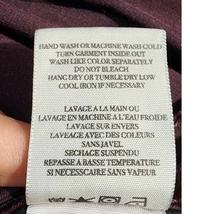 HAND WASH OR MACHINE WASH COLD
TURN GARMENT INSIDE OUT
WASH LIKE COLOR SEPARATELY
DO NOT BLEACH
HANG DRY OR TUMBLE DRY LOW
COOL IRON IF NECESSARY
LAVAGE A LA MAIN OU
LAVAGE EN MACHINE A L'EAU FROIDE
LAVAGE SUR ENVERS
LAVAGE AVEC DES COULEURS
SANS JAVEL
SECHAGE SUSPENDU
REPASSE A BASSE TEMPERATURE
SI NECESSCAIRE SANS VAPEUR